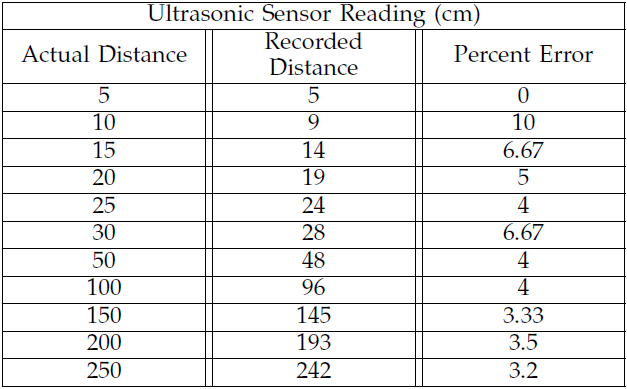 Ultrasonic Sensor Reading (cm)
Actual Distance Recorded Distance Percent Error
5 5 0
10 9 10
15 14 6.67
20 19 5
25 24 4
30 28 6.67
50 48 4
100 96 4
150 145 3.33
200 193 3.5
250 242 3.2